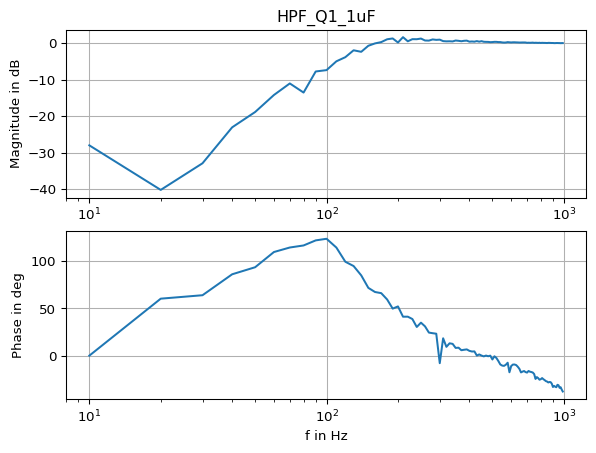 HPF_Q1_1uF
Magnitude in dB
0
−10
−20
−30
−40
10¹ 10² 10³
Phase in deg
100
50
0
10¹ 10² 10³
f in Hz